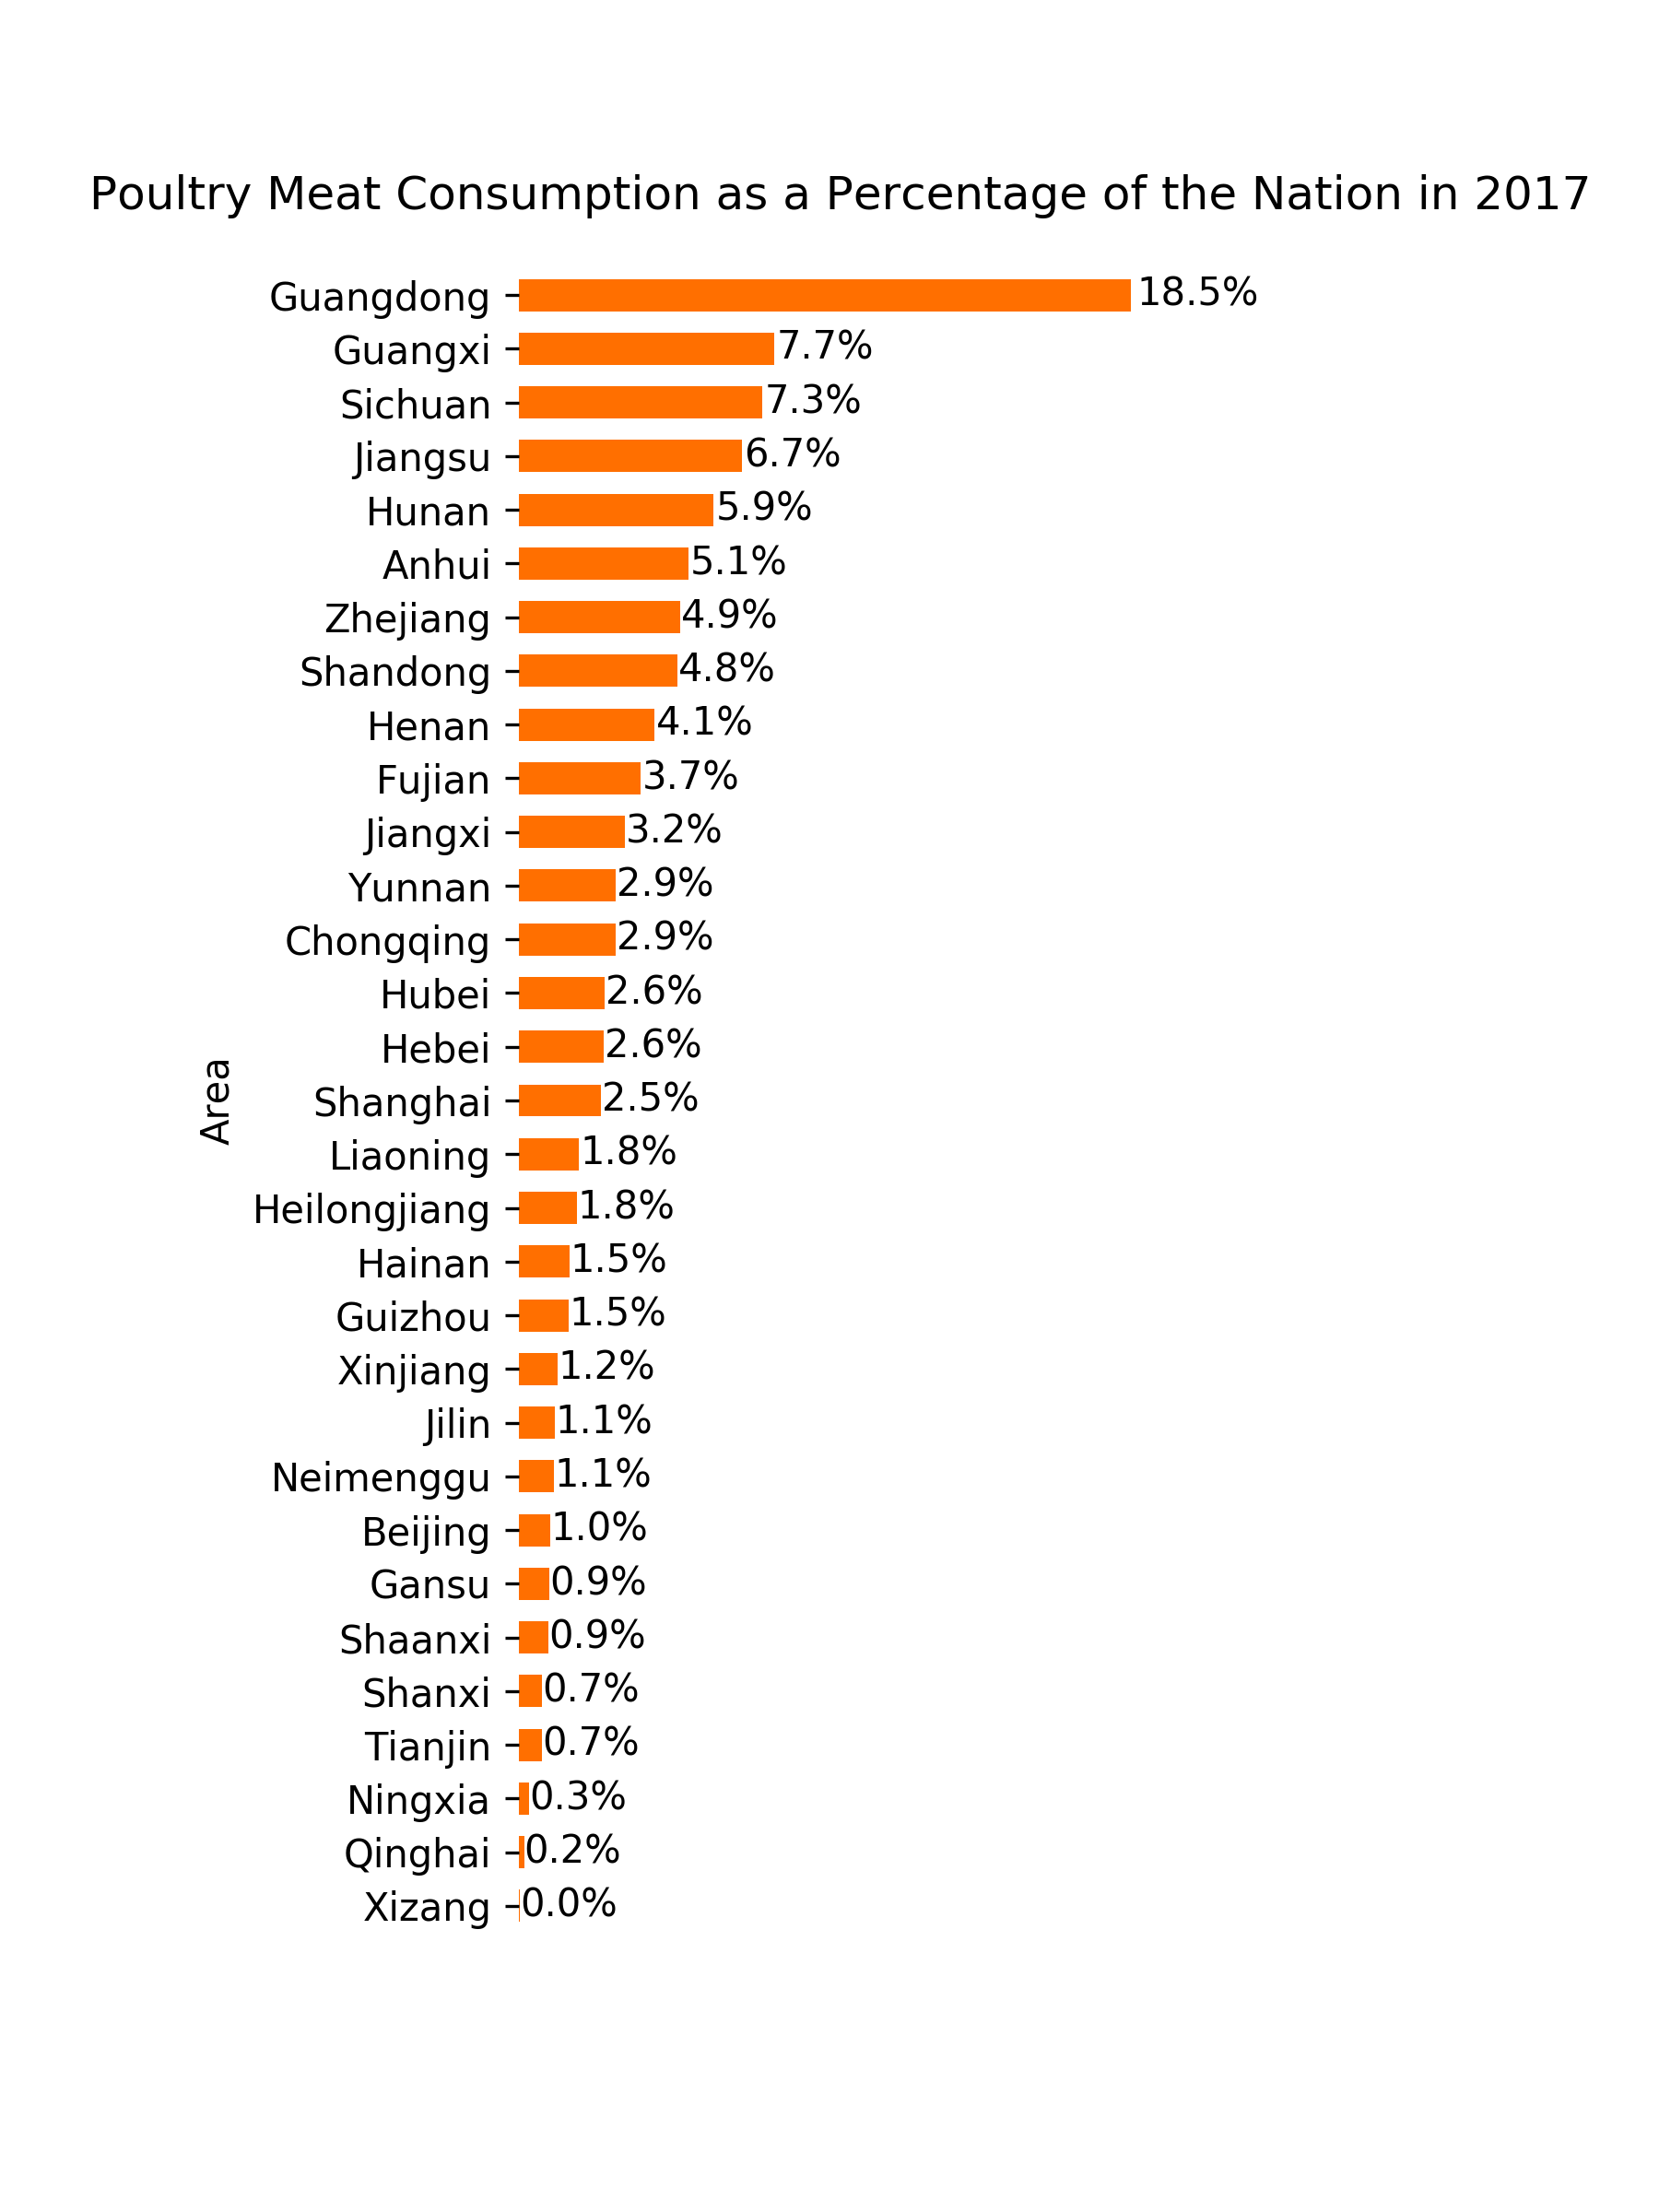 Poultry Meat Consumption as a Percentage of the Nation in 2017
Guangdong 18.5%
Guangxi 7.7%
Sichuan 7.3%
Jiangsu 6.7%
Hunan 5.9%
Anhui 5.1%
Zhejiang 4.9%
Shandong 4.8%
Henan 4.1%
Fujian 3.7%
Jiangxi 3.2%
Yunnan 2.9%
Chongqing 2.9%
Hubei 2.6%
Hebei 2.6%
Shanghai 2.5%
Liaoning 1.8%
Heilongjiang 1.8%
Hainan 1.5%
Guizhou 1.5%
Xinjiang 1.2%
Jilin 1.1%
Neimenggu 1.1%
Beijing 1.0%
Gansu 0.9%
Shaanxi 0.9%
Shanxi 0.7%
Tianjin 0.7%
Ningxia 0.3%
Qinghai 0.2%
Xizang 0.0%
Area